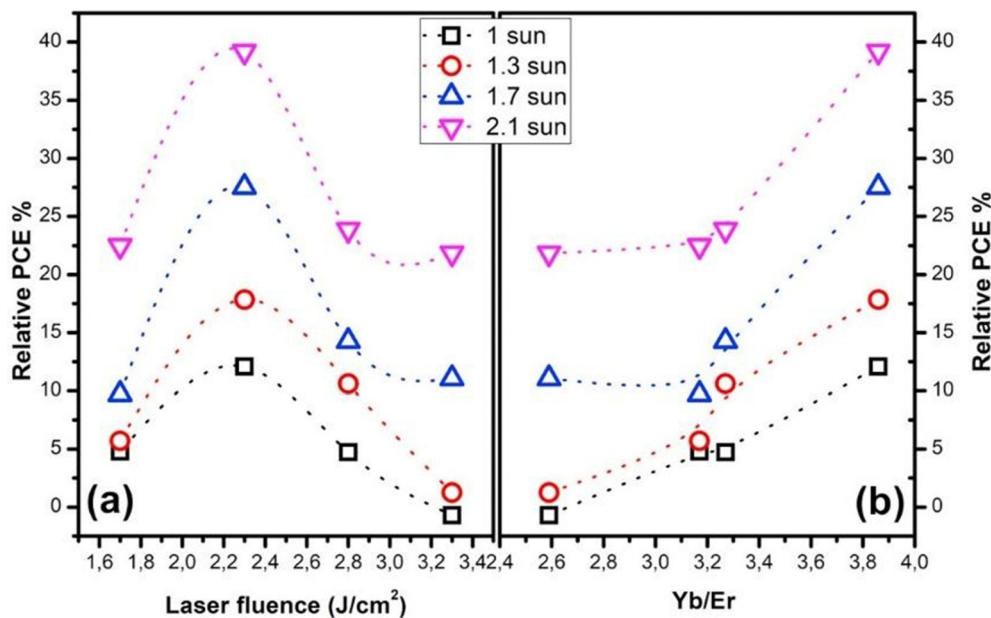 1 sun
1.3 sun
1.7 sun
2.1 sun
Relative PCE %
40
35
30
25
20
15
10
5
0
(a)
1,6 1,8 2,0 2,2 2,4 2,6 2,8 3,0 3,2 3,4
Laser fluence (J/cm²)
40
35
30
25
20
15
10
5
0
Relative PCE %
(b)
2,4 2,6 2,8 3,0 3,2 3,4 3,6 3,8 4,0
Yb/Er